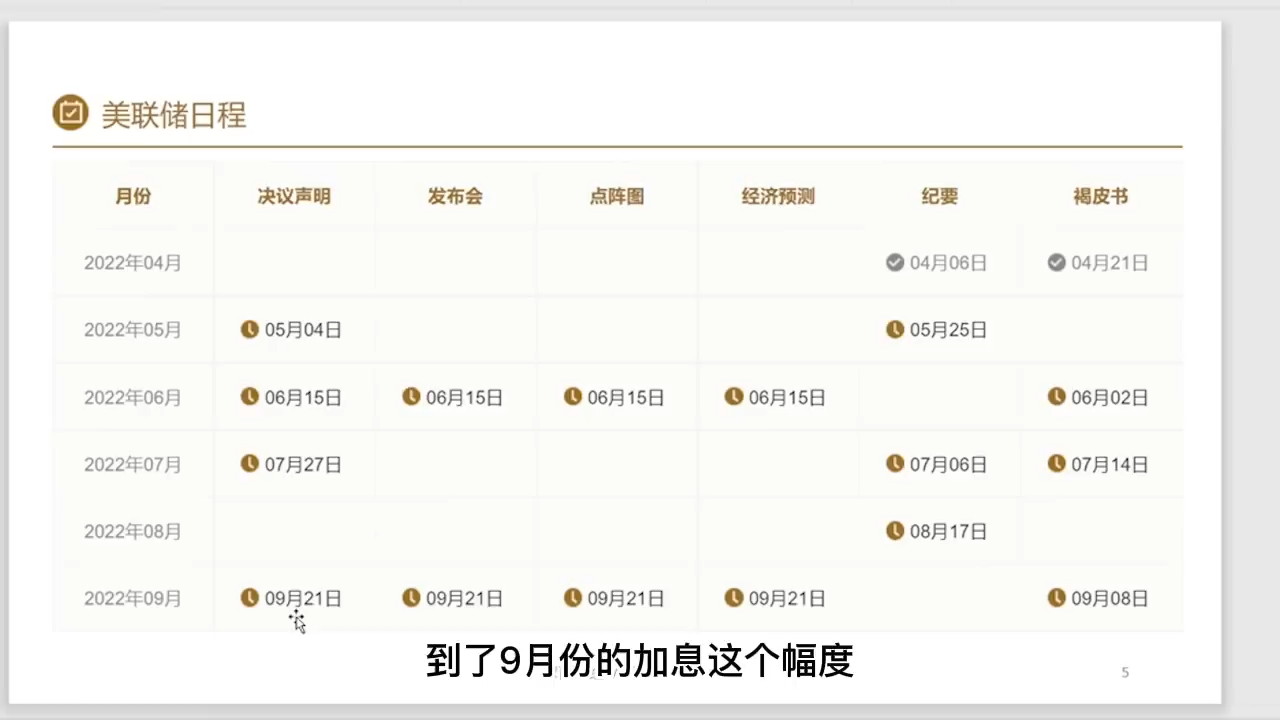 美联储日程
月份 决议声明 发布会 点阵图 经济预测 纪要 褐皮书
2022年04月 04月06日 04月21日
2022年05月 05月04日 05月25日
2022年06月 06月15日 06月15日 06月15日 06月15日 06月02日
2022年07月 07月27日 07月06日 07月14日
2022年08月 08月17日
2022年09月 09月21日 09月21日 09月21日 09月21日 09月08日
到了9月份的加息这个幅度
5